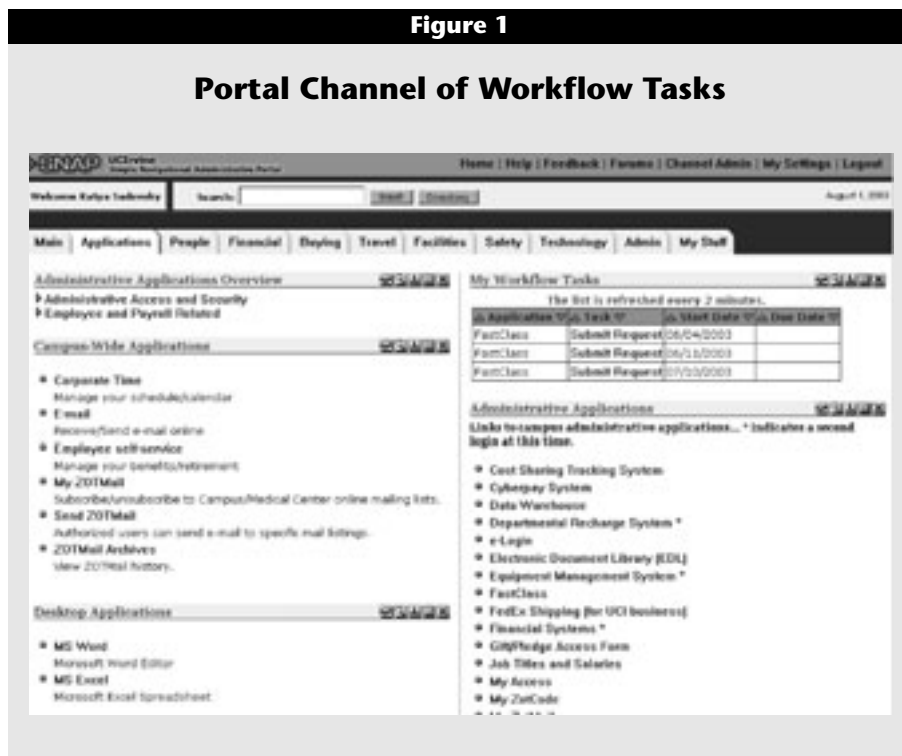 Figure 1
Portal Channel of Workflow Tasks
SNAP UCIrvine
Home | Help | Feedback | Forums | Channel Admin | My Settings | Logout
Welcome Search:
August 1, 2003
Main Applications People Financial Buying Travel Facilities Safety Technology Admin My Stuff
Administrative Applications Overview
Administrative Access and Security
Employee and Payroll Related
Campus-Wide Applications
Corporate Time
Manage your schedule/calendar
E-mail
Receive/Send e-mail online
Employee self-service
Manage your benefits/retirement
My ZOTMail
Subscribe/unsubscribe to Campus/Medical Center online mailing lists.
Send ZOTMail
Authorized users can send e-mail to specific mail listings.
ZOTMail Archives
View ZOTMail history.
Desktop Applications
MS Word
Microsoft Word Editor
MS Excel
Microsoft Excel Spreadsheet
My Workflow Tasks
The list is refreshed every 2 minutes.
Application Task Start Date Due Date
FastClass Submit Request 06/04/2003
FastClass Submit Request 06/11/2003
FastClass Submit Request 07/10/2003
Administrative Applications
Links to campus administrative applications... * indicates a second
login at this time.
Cost Sharing Tracking System
Cyberpay System
Data Warehouse
Departmental Recharge System *
e-Login
Electronic Document Library (EDL)
Equipment Management System *
FastClass
FedEx Shipping (for UCI business)
Financial Systems *
Gift/Pledge Access Form
Job Titles and Salaries
My Access
My ZotCode